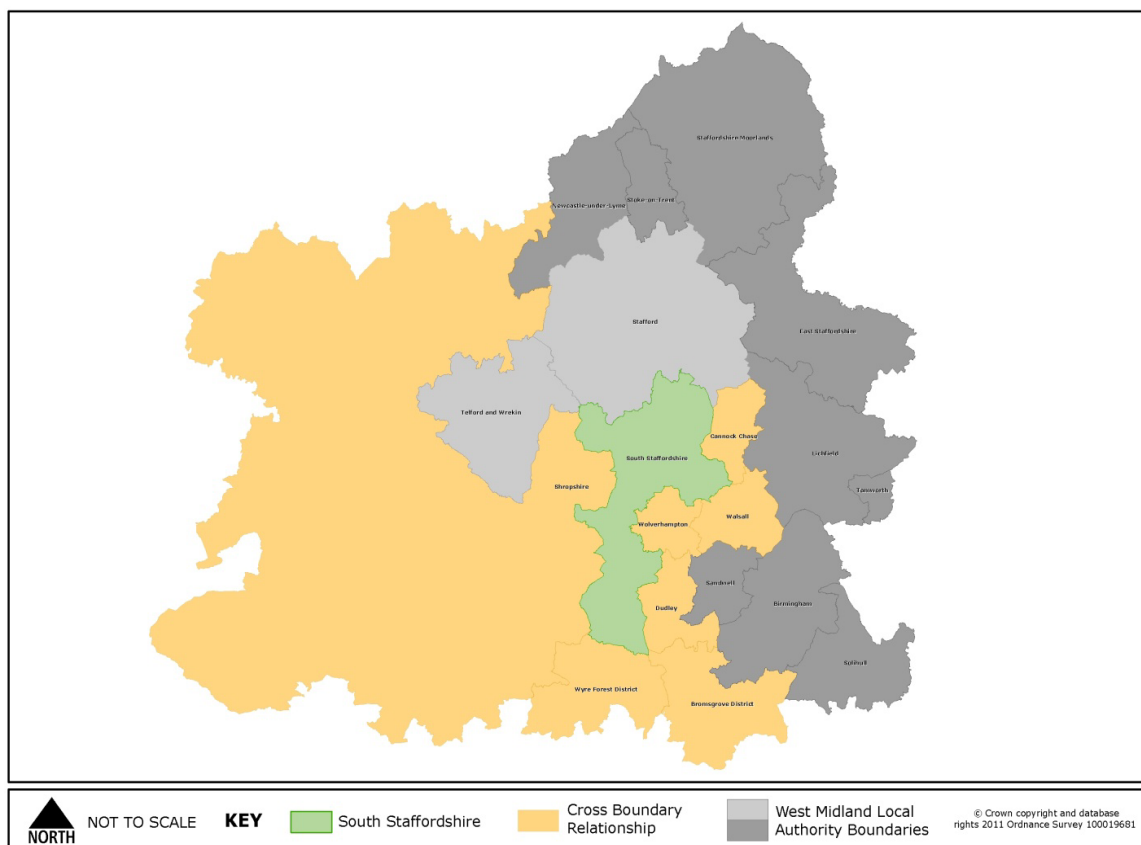 Staffordshire Moorlands
Newcastle-under-Lyme
Stoke-on-Trent
Stafford
East Staffordshire
Telford and Wrekin
Cannock Chase
South Staffordshire
Lichfield
Shropshire
Tamworth
Wolverhampton
Walsall
Sandwell
Dudley
Birmingham
Solihull
Wyre Forest District
Bromsgrove District
NORTH
NOT TO SCALE
KEY
South Staffordshire
Cross Boundary
Relationship
West Midland Local
Authority Boundaries
© Crown copyright and database
rights 2011 Ordnance Survey 100019681